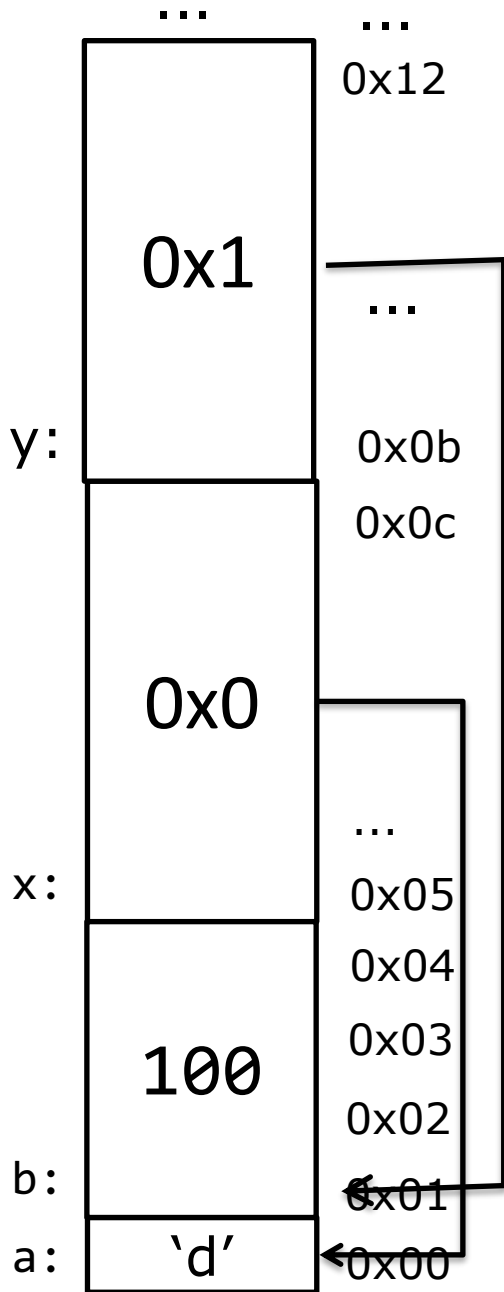 ... ...
0x12
0x1
...
y: 0x0b
0x0c
0x0
...
x: 0x05
0x04
0x03
100
0x02
b: 0x01
a: ‘d’ 0x00